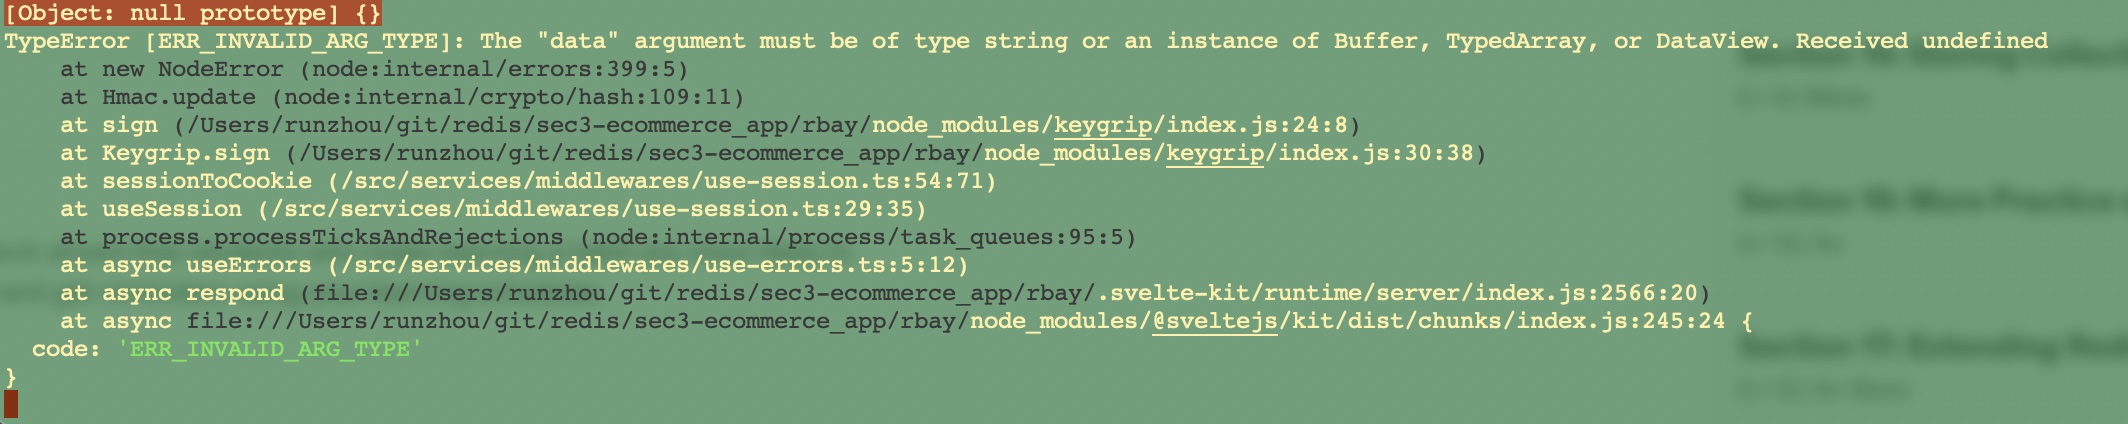 [Object: null prototype] {}
TypeError [ERR_INVALID_ARG_TYPE]: The "data" argument must be of type string or an instance of Buffer, TypedArray, or DataView. Received undefined
    at new NodeError (node:internal/errors:399:5)
    at Hmac.update (node:internal/crypto/hash:109:11)
    at sign (/Users/runzhou/git/redis/sec3-ecommerce_app/rbay/node_modules/keygrip/index.js:24:8)
    at Keygrip.sign (/Users/runzhou/git/redis/sec3-ecommerce_app/rbay/node_modules/keygrip/index.js:30:38)
    at sessionToCookie (/src/services/middlewares/use-session.ts:54:71)
    at useSession (/src/services/middlewares/use-session.ts:29:35)
    at process.processTicksAndRejections (node:internal/process/task_queues:95:5)
    at async useErrors (/src/services/middlewares/use-errors.ts:5:12)
    at async respond (file:///Users/runzhou/git/redis/sec3-ecommerce_app/rbay/.svelte-kit/runtime/server/index.js:2566:20)
    at async file:///Users/runzhou/git/redis/sec3-ecommerce_app/rbay/node_modules/@sveltejs/kit/dist/chunks/index.js:245:24 {
  code: 'ERR_INVALID_ARG_TYPE'
}